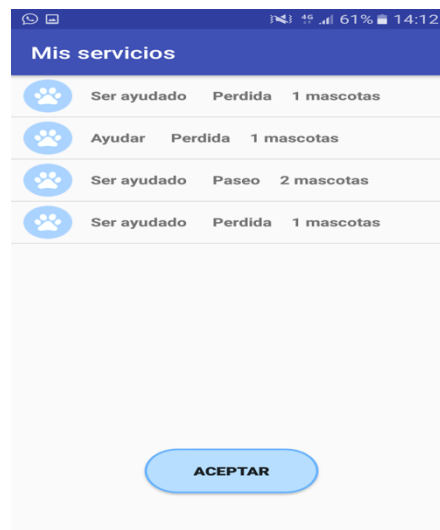 4G 61% 14:12
Mis servicios
Ser ayudado Perdida 1 mascotas
Ayudar Perdida 1 mascotas
Ser ayudado Paseo 2 mascotas
Ser ayudado Perdida 1 mascotas
ACEPTAR